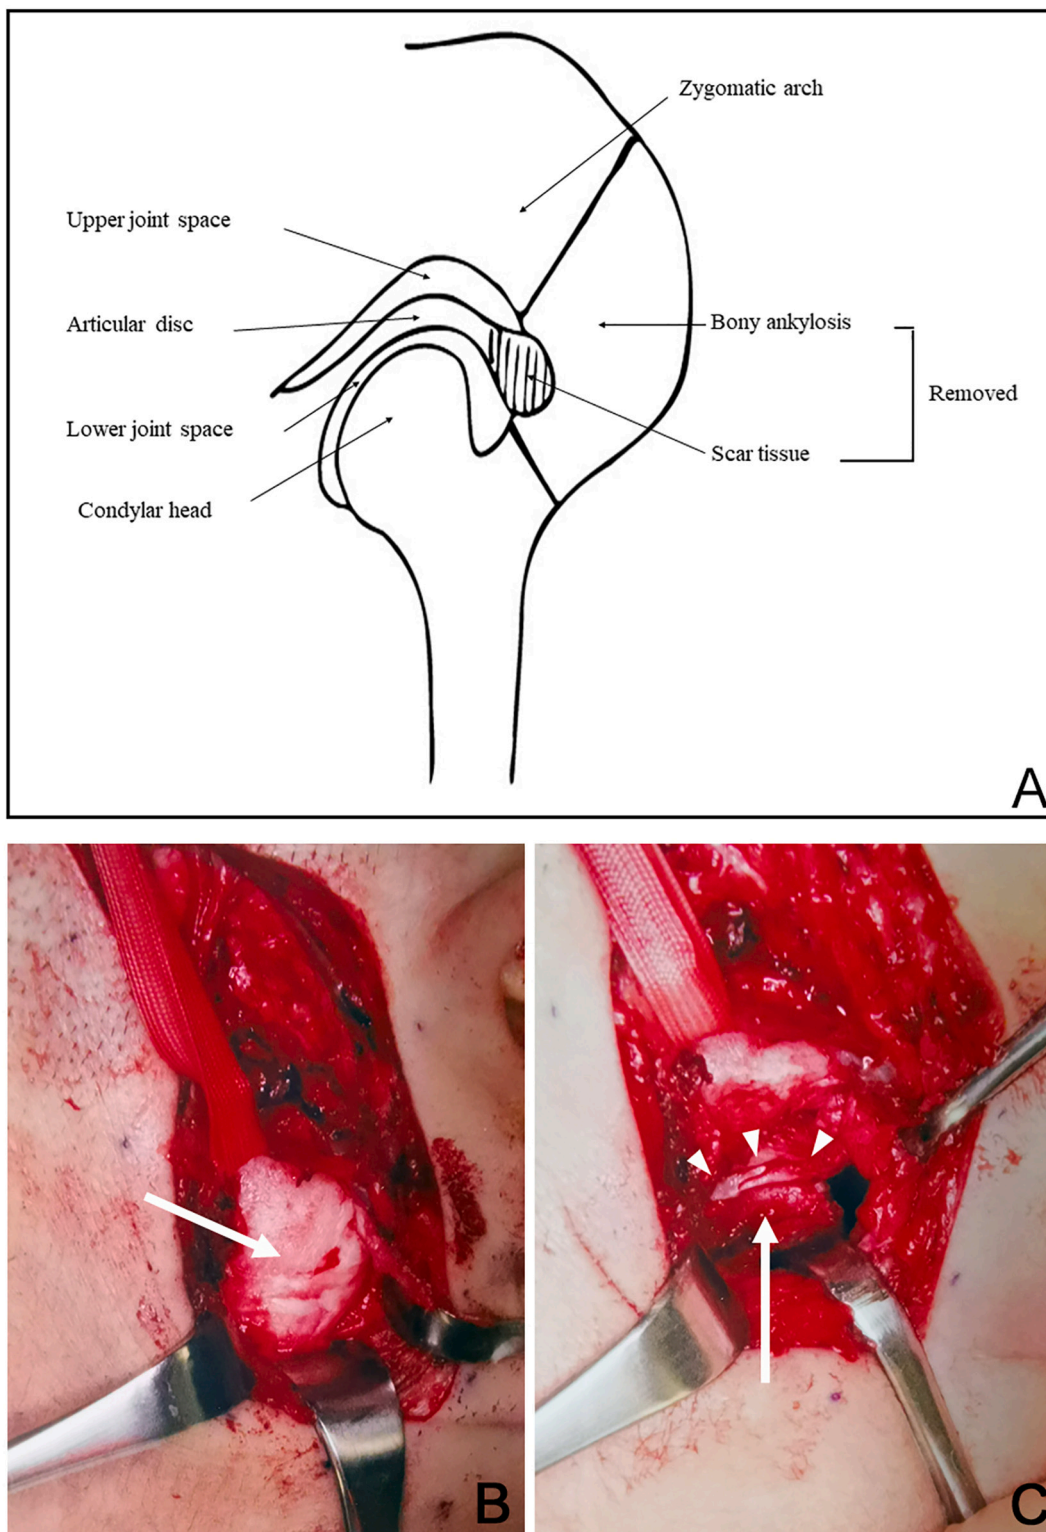 Zygomatic arch
Upper joint space
Articular disc
Bony ankylosis
Removed
Lower joint space
Scar tissue
Condylar head
A
B
C